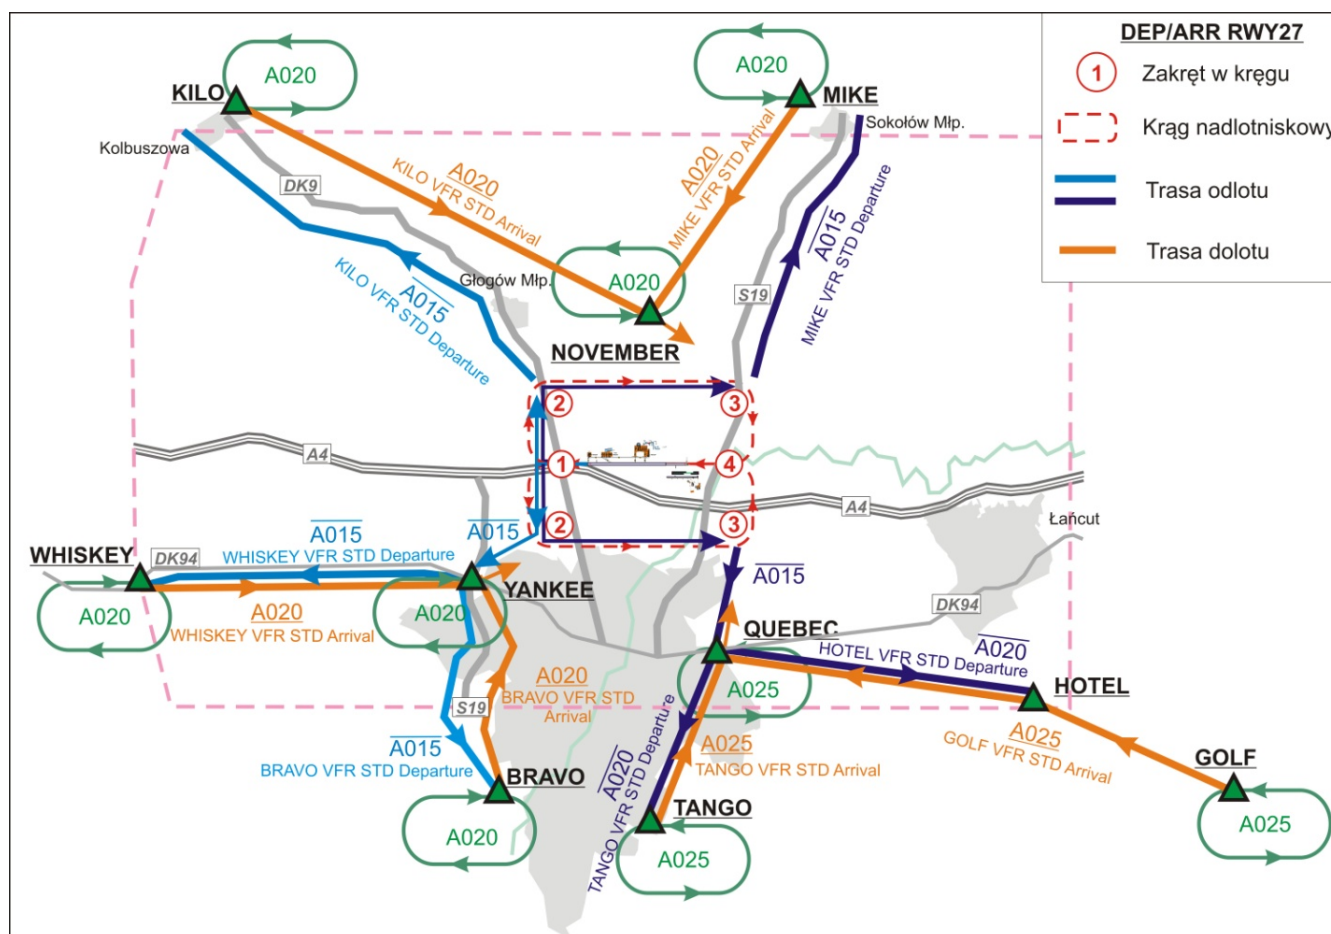 DEP/ARR RWY27
1
Zakręt w kręgu
Krąg nadlotniskowy
Trasa odlotu
Trasa dolotu
A020
KILO
Kolbuszowa
A020
KILO VFR STD Arrival
DK9
A015
KILO VFR STD Departure
Głogów Młp.
A020
MIKE
Sokołów Młp.
A020
MIKE VFR STD Arrival
A015
MIKE VFR STD Departure
S19
A020
NOVEMBER
2
3
1
4
2
3
A4
A4
Łańcut
WHISKEY
DK94
A015
WHISKEY VFR STD Departure
A015
A020
A020
WHISKEY VFR STD Arrival
A020
YANKEE
A015
QUEBEC
DK94
A020
HOTEL VFR STD Departure
HOTEL
A020
BRAVO VFR STD
Arrival
S19
A015
BRAVO VFR STD Departure
BRAVO
A020
A025
A025
TANGO VFR STD Arrival
A020
TANGO VFR STD Departure
TANGO
A025
A025
GOLF VFR STD Arrival
GOLF
A025